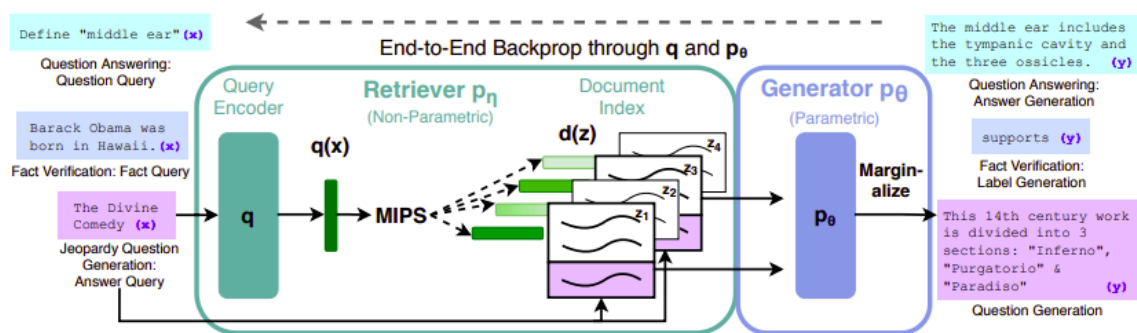 Define "middle ear" (x)
Question Answering:
Question Query
Barack Obama was
born in Hawaii. (x)
Fact Verification: Fact Query
The Divine
Comedy (x)
Jeopardy Question
Generation:
Answer Query
End-to-End Backprop through q and pθ
Query
Encoder
q
q(x)
Retriever pη
(Non-Parametric)
MIPS
Document
Index
d(z)
z4
z3
z2
z1
Generator pθ
(Parametric)
pθ
Margin-
alize
The middle ear includes
the tympanic cavity and
the three ossicles. (y)
Question Answering:
Answer Generation
supports (y)
Fact Verification:
Label Generation
This 14th century work
is divided into 3
sections: "Inferno",
"Purgatorio" &
"Paradiso" (y)
Question Generation